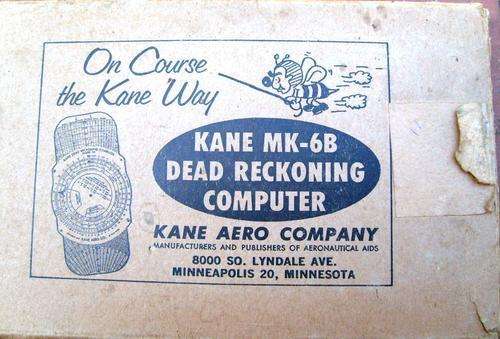 On Course
the Kane Way
KANE MK-6B
DEAD RECKONING
COMPUTER
KANE AERO COMPANY
MANUFACTURERS AND PUBLISHERS OF AERONAUTICAL AIDS
8000 SO. LYNDALE AVE.
MINNEAPOLIS 20, MINNESOTA